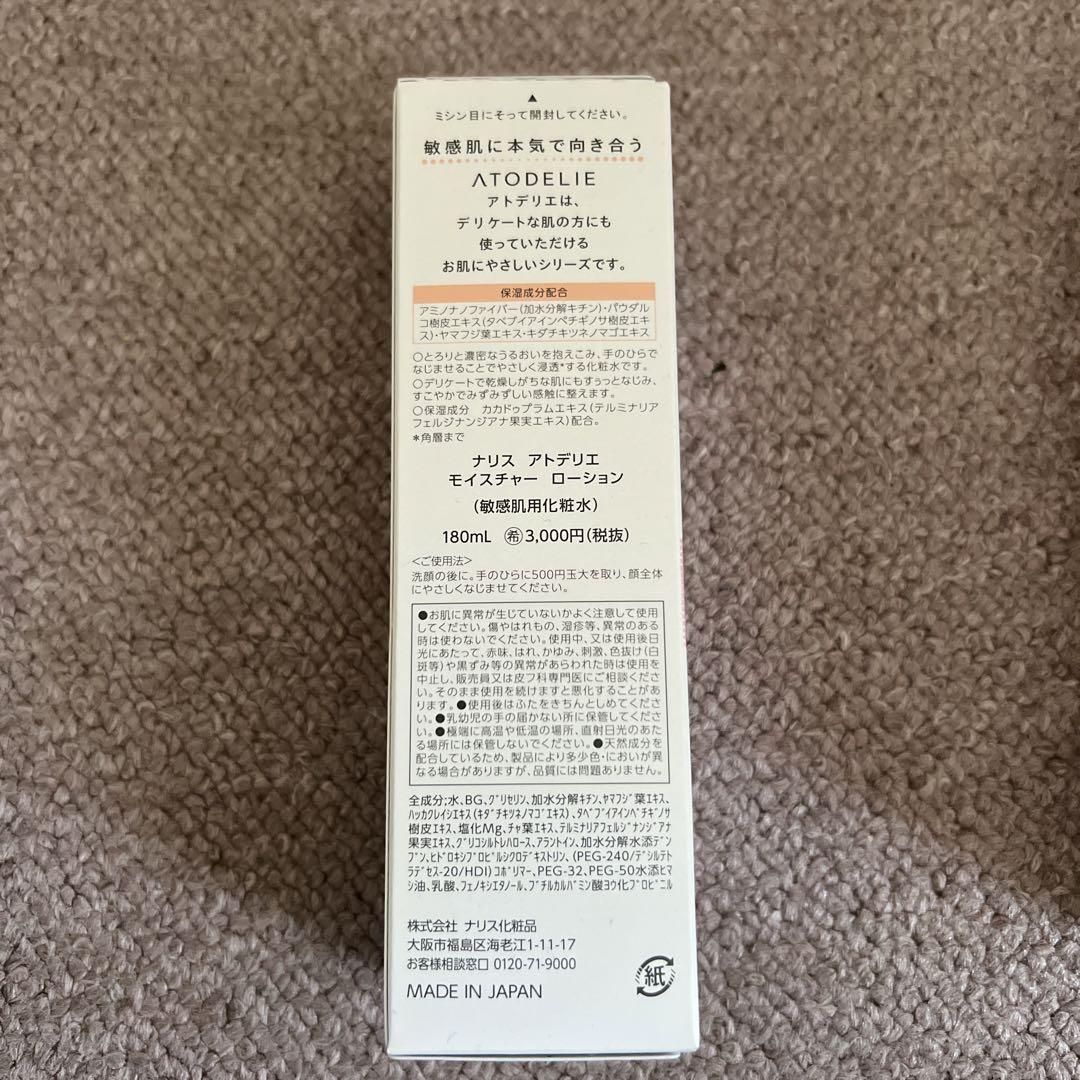 ▲
ミシン目にそって開封してください。
敏感肌に本気で向き合う
ATODELIE
アトデリエは、
デリケートな肌の方にも
使っていただける
お肌にやさしいシリーズです。
保湿成分配合
アミノナノファイバー(加水分解キチン)・パウダル
コ樹皮エキス(タベブイアインペチギノサ樹皮エキ
ス)・ヤマフジ葉エキス・キダチキツネノマゴエキス
○とろりと濃密なうるおいを抱えこみ、手のひらで
なじませることでやさしく浸透*する化粧水です。
○デリケートで乾燥しがちな肌にもすぅっとなじみ、
すこやかでみずみずしい感触に整えます。
○保湿成分 カカドゥプラムエキス(テルミナリア
フェルジナンジアナ果実エキス)配合。
*角層まで
ナリス アトデリエ
モイスチャー ローション
(敏感肌用化粧水)
180mL ㊝3,000円(税抜)
<ご使用法>
洗顔の後に。手のひらに500円玉大を取り、顔全体
にやさしくなじませてください。
●お肌に異常が生じていないかよく注意して使用
してください。傷やはれもの、湿疹等、異常のある
時は使わないでください。使用中、又は使用後日
光にあたって、赤味、はれ、かゆみ、刺激、色抜け(白
斑等)や黒ずみ等の異常があらわれた時は使用を
中止し、販売員又は皮フ科専門医にご相談くださ
い。そのまま使用を続けますと悪化することがあ
ります。●使用後はふたをきちんとしめてくださ
い。●乳幼児の手の届かない所に保管してくださ
い。●極端に高温や低温の場所、直射日光のあた
る場所には保管しないでください。●天然成分を
配合しているため、製品により多少色・においが異
なる場合がありますが、品質には問題ありません。
全成分;水、BG、グリセリン、加水分解キチン、ヤマフジ葉エキス、
ハッカクレイシエキス(キダチキツネノマゴエキス)、タベブイアインペチギノサ
樹皮エキス、塩化Mg、チャ葉エキス、テルミナリアフェルジナンジアナ
果実エキス、グリコシルトレハロース、アラントイン、加水分解水添デン
プン、ヒドロキシプロピルシクロデキストリン、(PEG-240/デシルテト
ラデセス-20/HDI)コポリマー、PEG-32、PEG-50水添ヒマ
シ油、乳酸、フェノキシエタノール、ブチルカルバミン酸ヨウ化プロピニル
株式会社 ナリス化粧品
大阪市福島区海老江1-11-17
お客様相談窓口 0120-71-9000
MADE IN JAPAN
紙